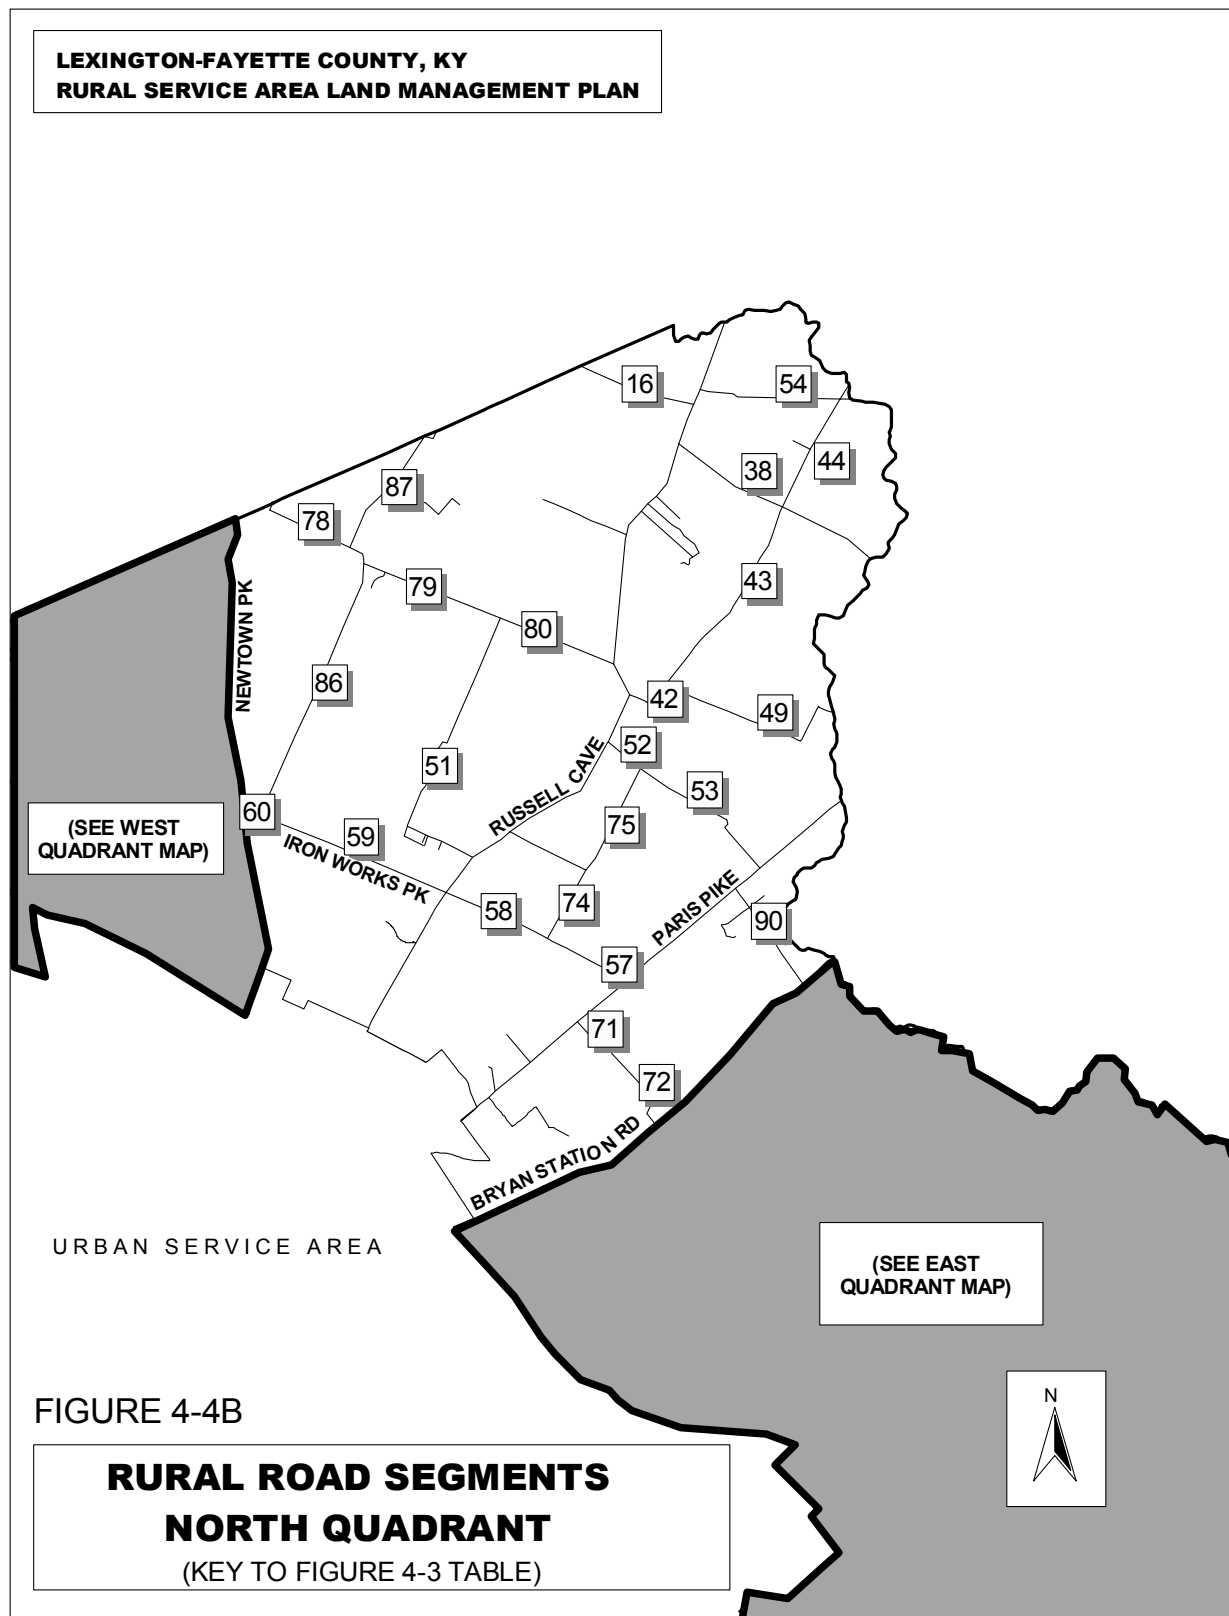 LEXINGTON-FAYETTE COUNTY, KY
RURAL SERVICE AREA LAND MANAGEMENT PLAN
16
54
38
44
87
78
79
43
80
NEWTOWN PK
86
42
49
52
51
RUSSELL CAVE
53
75
60
59
(SEE WEST
QUADRANT MAP)
IRON WORKS PK
58
74
PARIS PIKE
90
57
71
72
BRYAN STATION RD
URBAN SERVICE AREA
(SEE EAST
QUADRANT MAP)
N
FIGURE 4-4B
RURAL ROAD SEGMENTS
NORTH QUADRANT
(KEY TO FIGURE 4-3 TABLE)